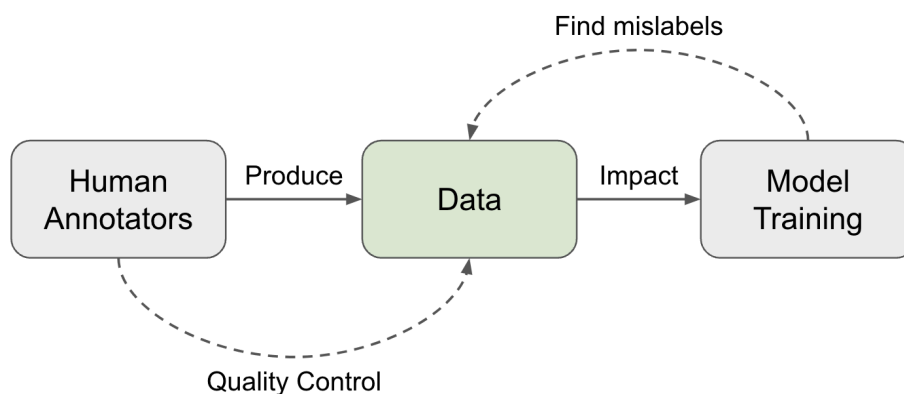 Find mislabels
Human
Annotators
Produce
Data
Impact
Model
Training
Quality Control